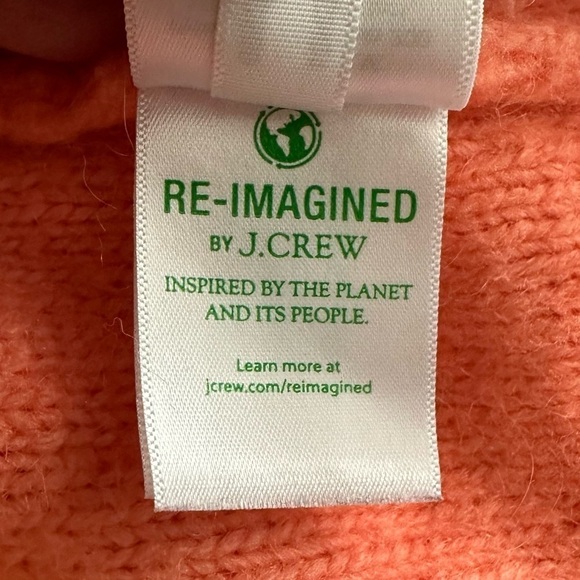 RE-IMAGINED
BY J.CREW
INSPIRED BY THE PLANET
AND ITS PEOPLE.
Learn more at
jcrew.com/reimagined